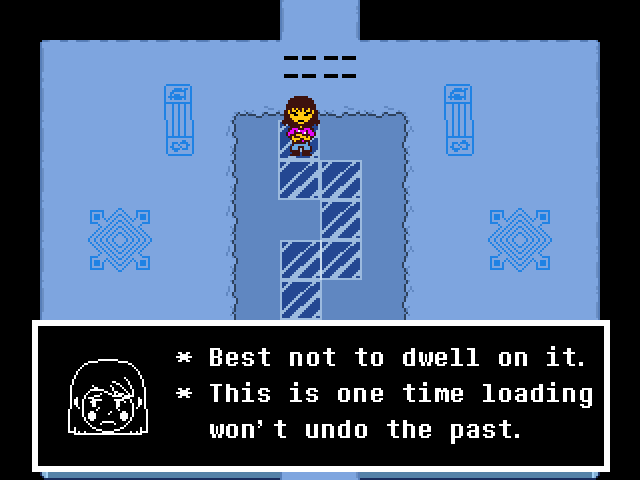 * Best not to dwell on it.
* This is one time loading
won't undo the past.